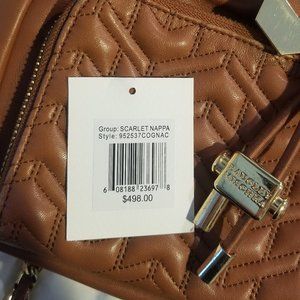 Group: SCARLET NAPPA
Style: 952537COGNAC
6 08188 23697 8
$498.00